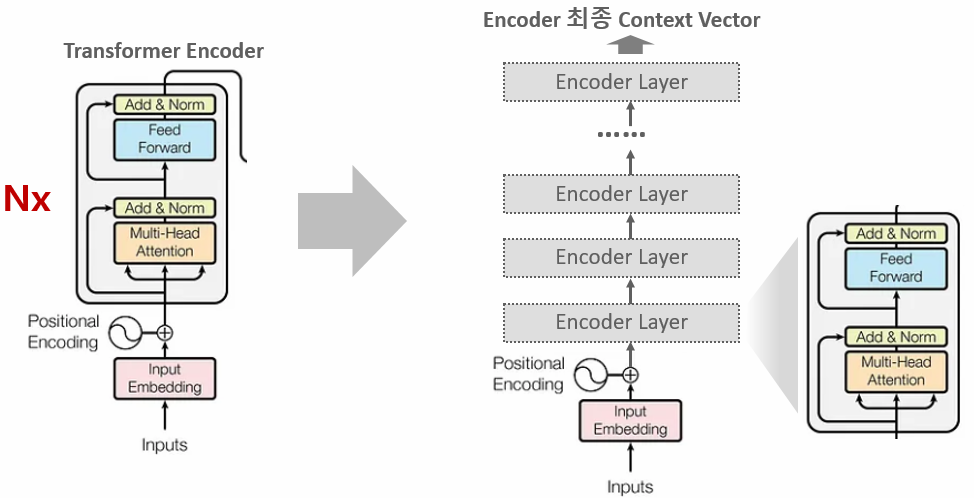 Transformer Encoder
Add & Norm
Feed
Forward
Nx
Add & Norm
Multi-Head
Attention
Positional
Encoding
Input
Embedding
Inputs
Encoder 최종 Context Vector
Encoder Layer
......
Encoder Layer
Encoder Layer
Encoder Layer
Positional
Encoding
Input
Embedding
Inputs
Add & Norm
Feed
Forward
Add & Norm
Multi-Head
Attention